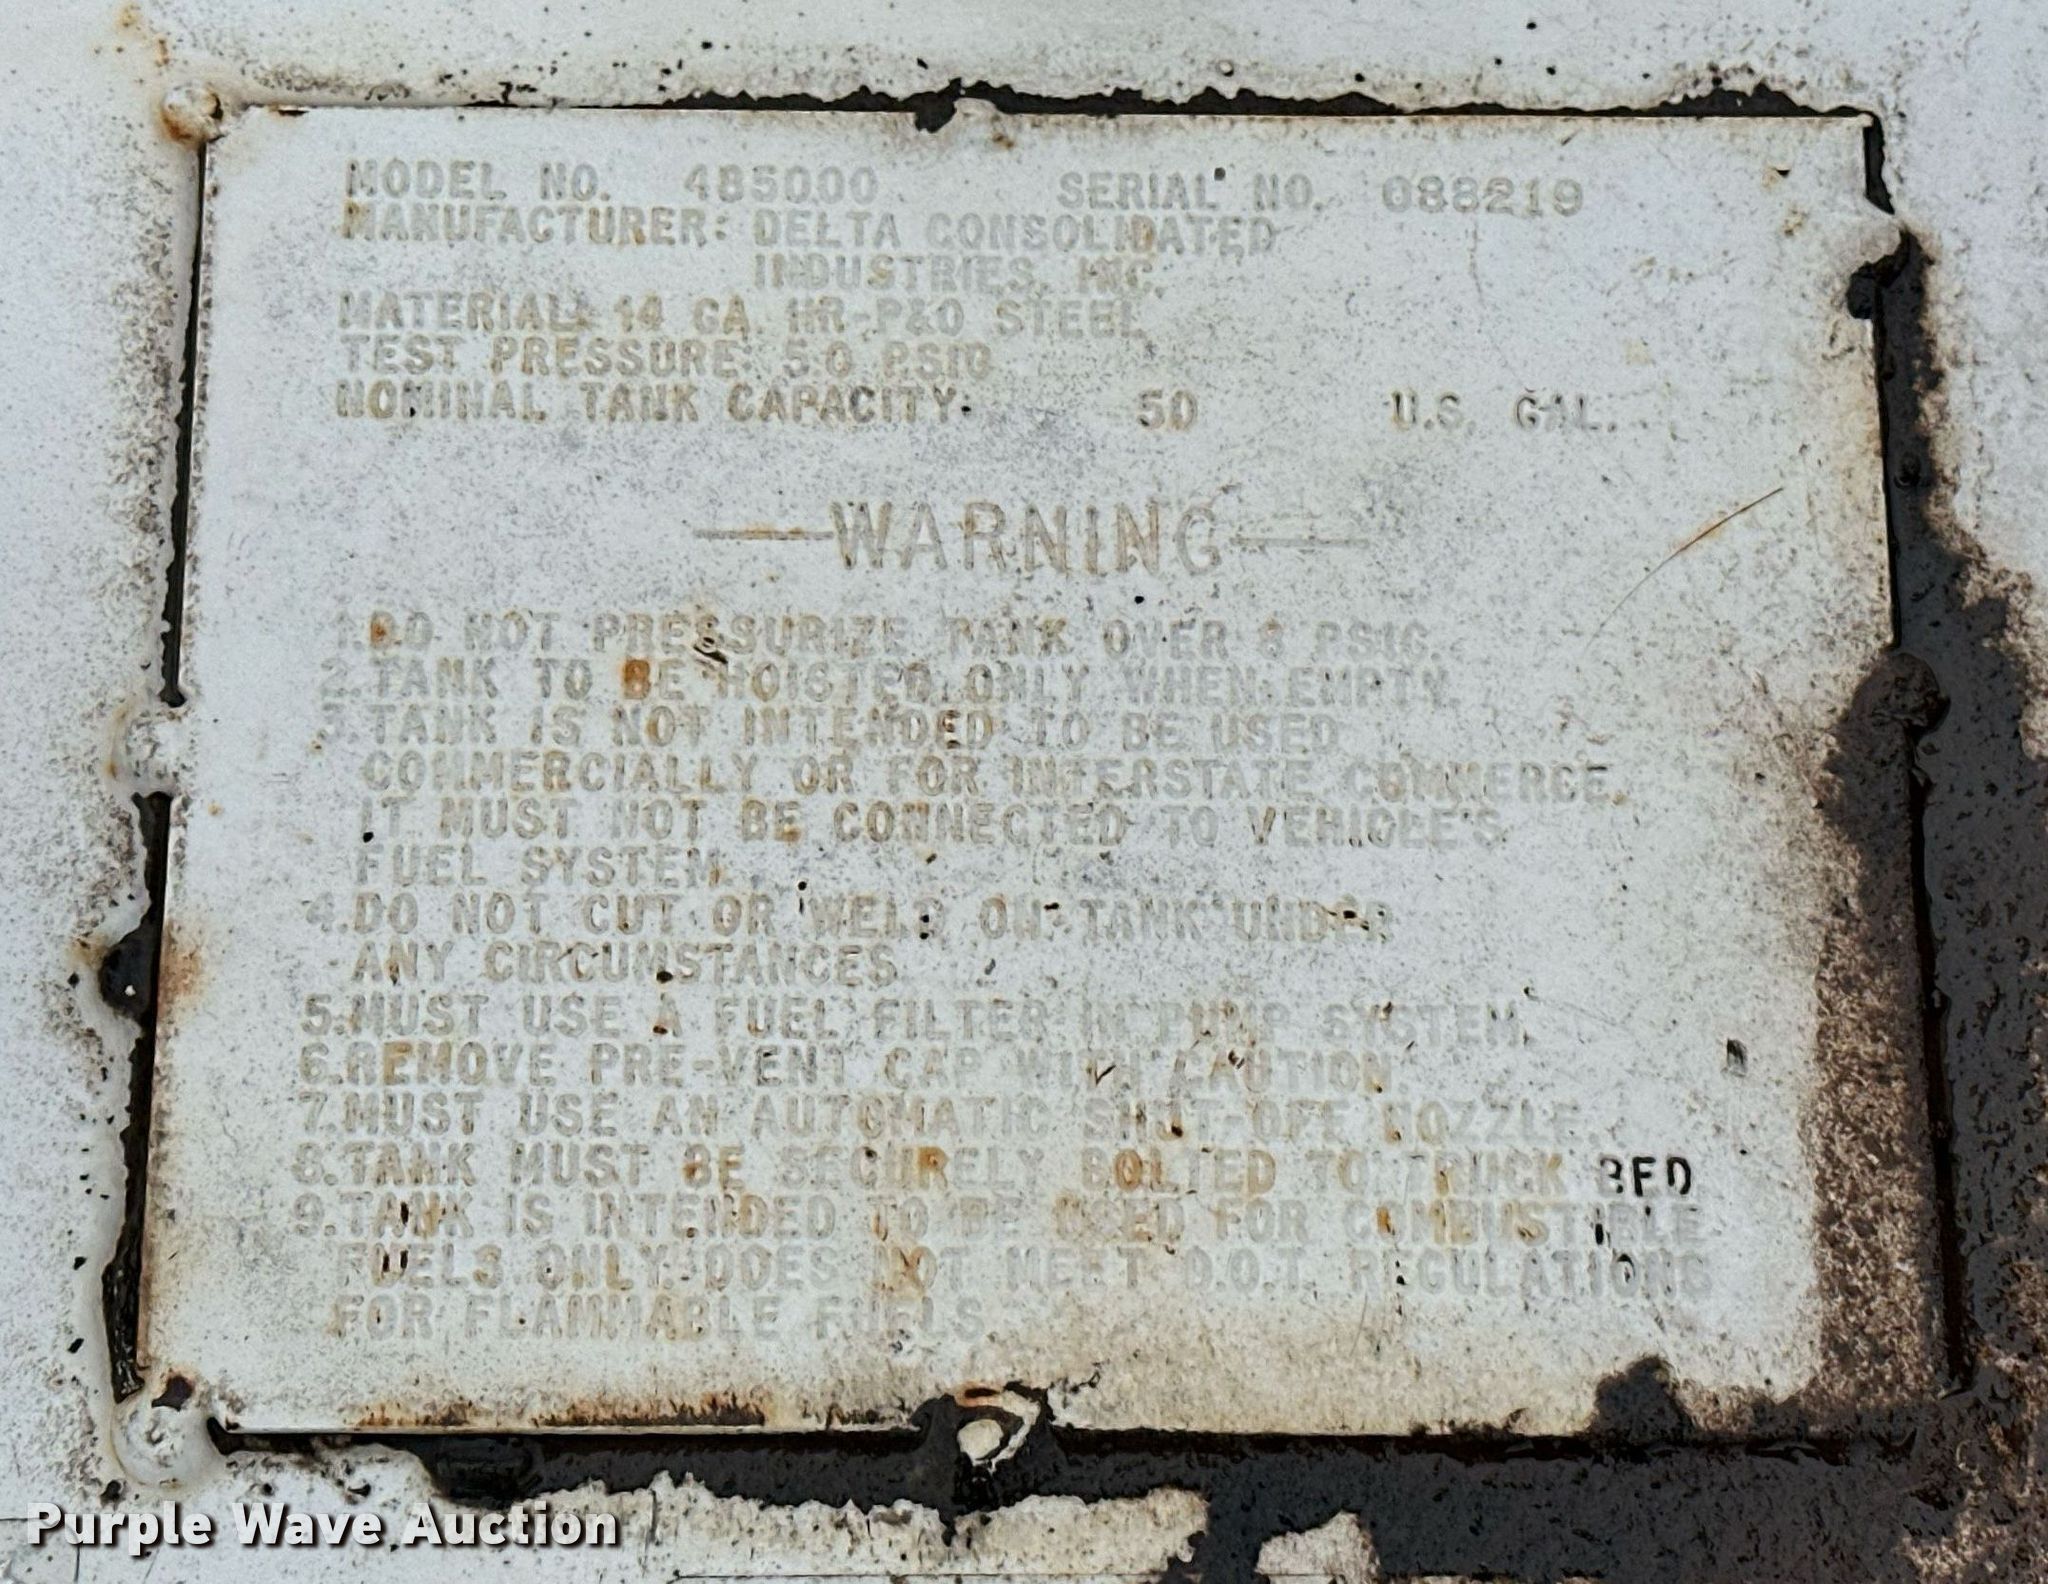 MODEL NO. 485000 SERIAL NO. 088219
MANUFACTURER: DELTA CONSOLIDATED
INDUSTRIES, INC.
MATERIAL: 14 GA. HR-P&O STEEL
TEST PRESSURE: 5.0 PSIG
NOMINAL TANK CAPACITY: 50 U.S. GAL.
WARNING
1. DO NOT PRESSURIZE TANK OVER PSIG.
2. TANK TO BE HOISTED ONLY WHEN EMPTY.
3. TANK IS NOT INTENDED TO BE USED
COMMERCIALLY OR FOR INTERSTATE COMMERCE.
IT MUST NOT BE CONNECTED TO VEHICLE'S
FUEL SYSTEM.
4. DO NOT CUT OR WELD ON TANK UNDER
ANY CIRCUMSTANCES
5. MUST USE A FUEL FILTER IN PUMP SYSTEM.
6. REMOVE PRE-VENT CAP WITH CAUTION.
7. MUST USE AN AUTOMATIC SHUT-OFF NOZZLE.
8. TANK MUST BE SECURELY BOLTED TO TRUCK BED
9. TANK IS INTENDED TO BE USED FOR COMBUSTIBLE
FUELS ONLY. DOES NOT MEET D.O.T. REGULATIONS
FOR FLAMMABLE FUELS
Purple Wave Auction